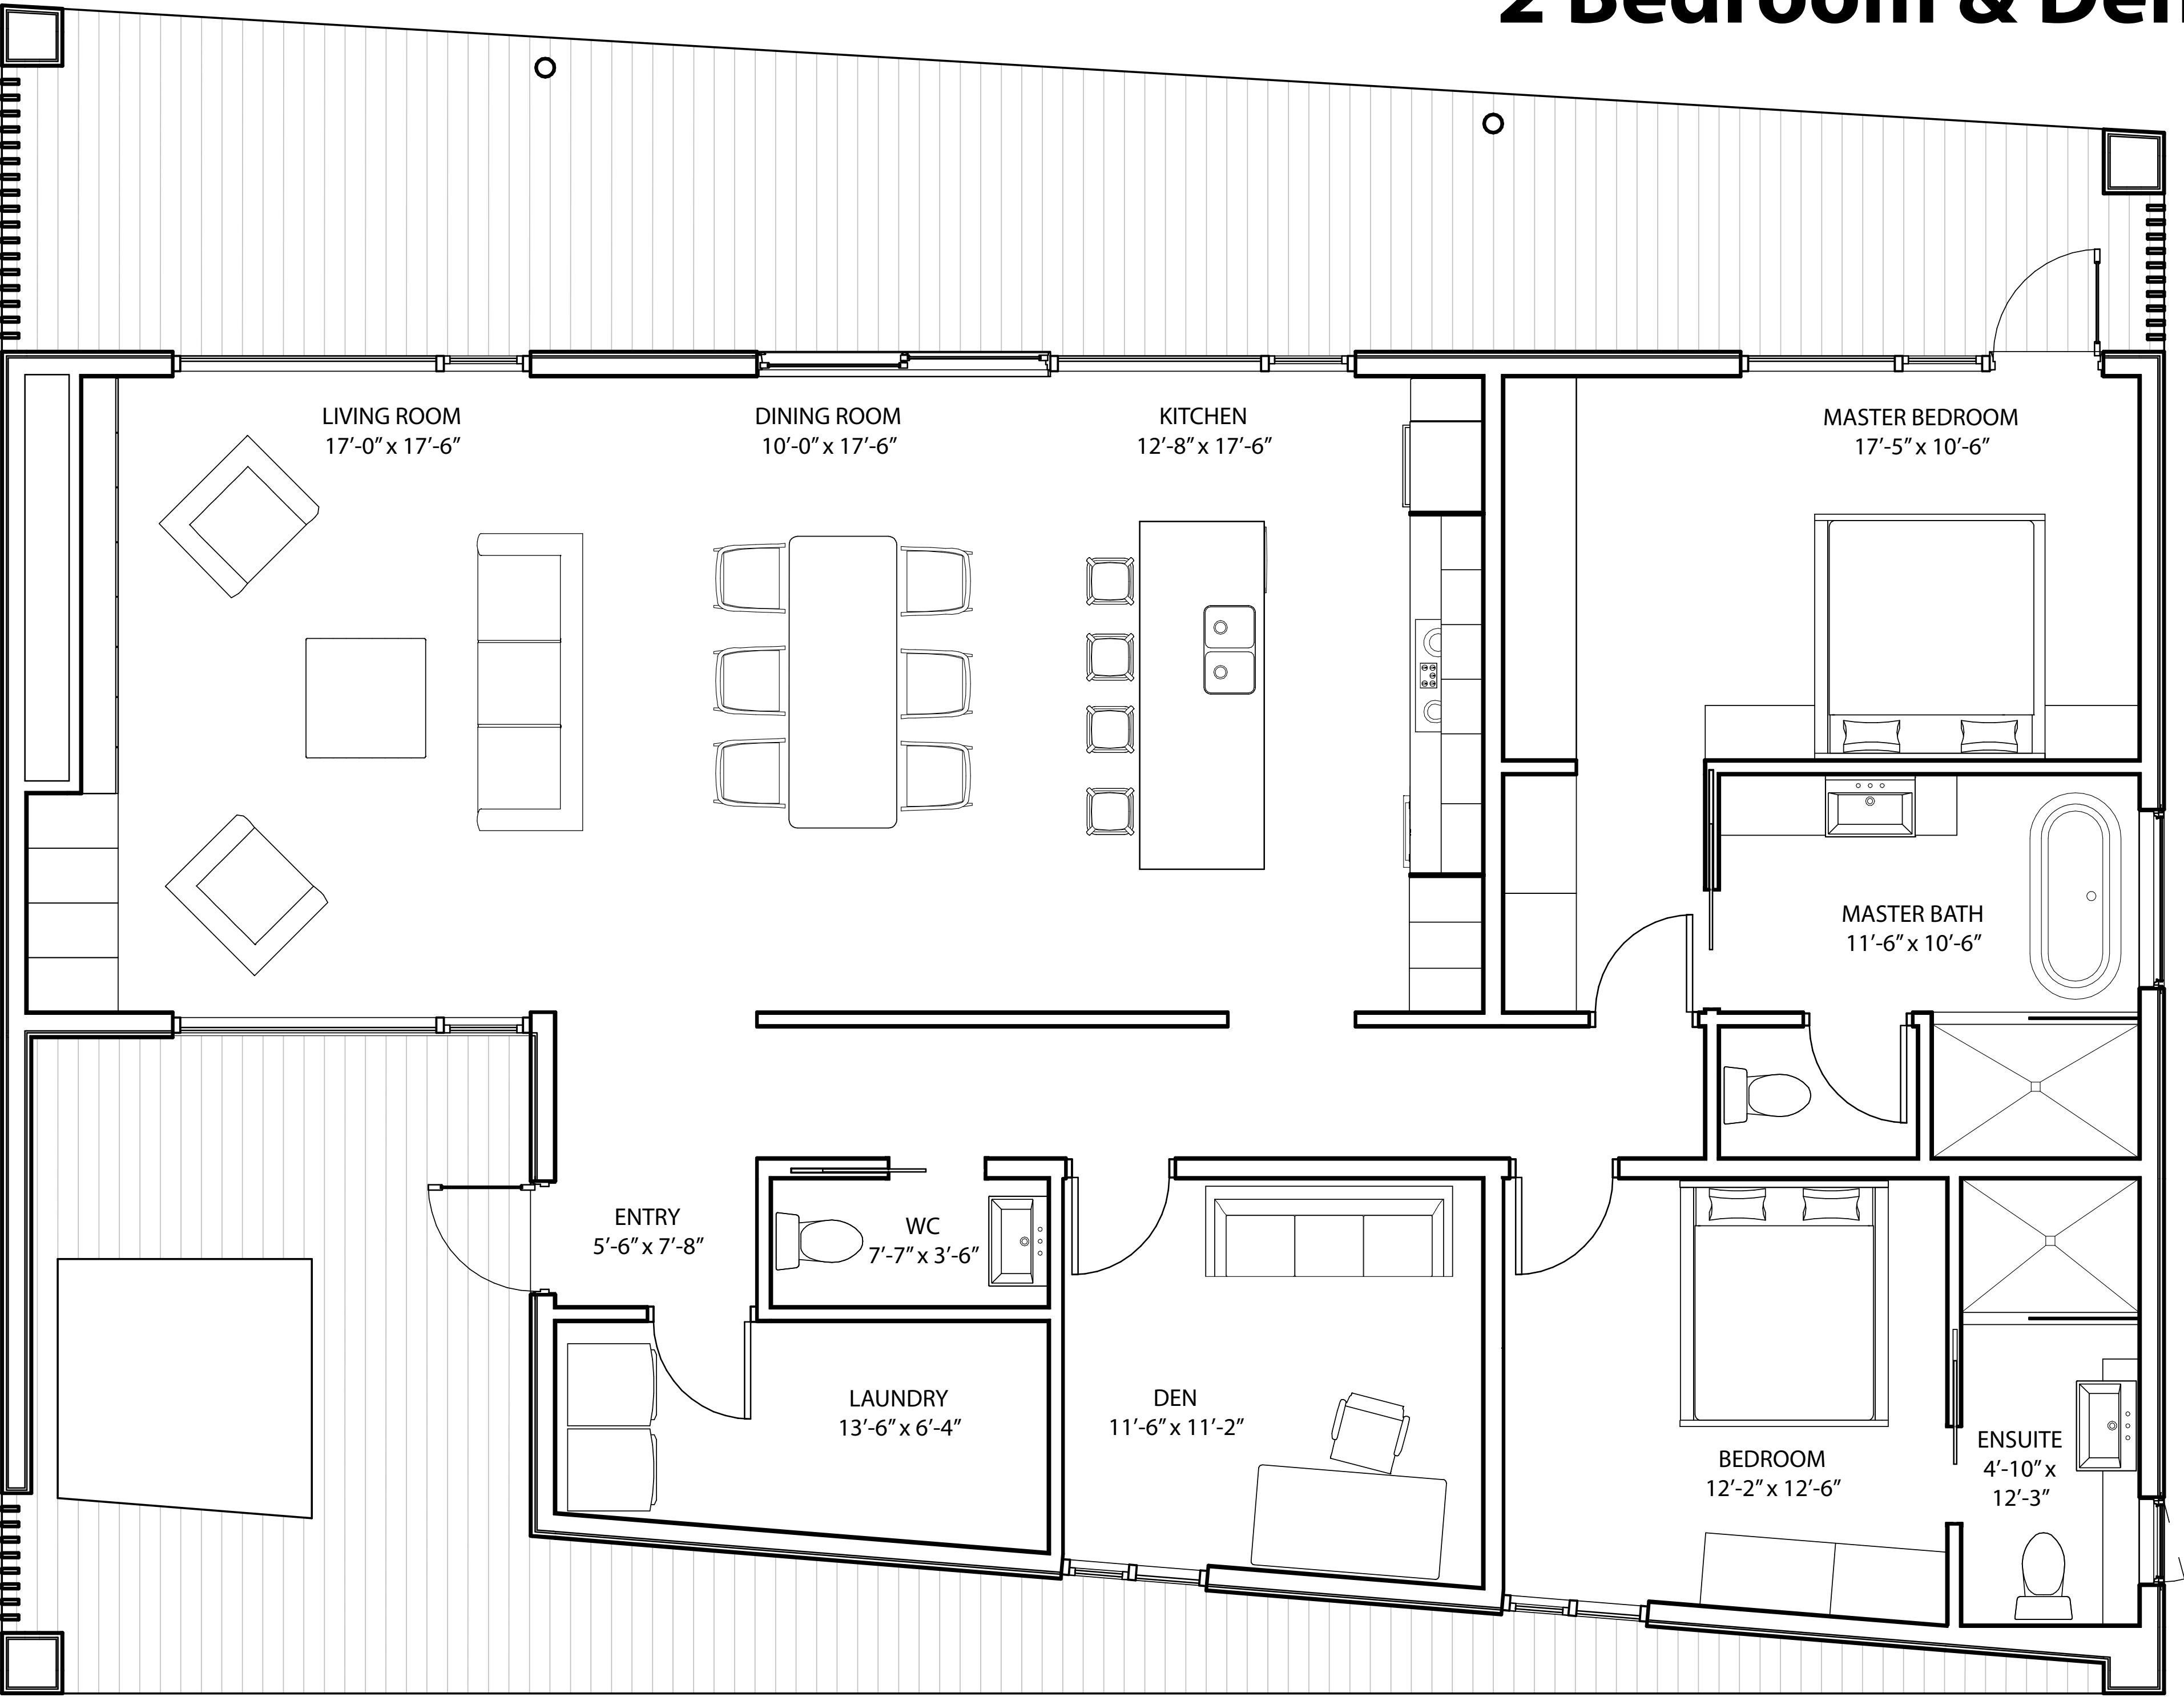 2 Bedroom & Den
LIVING ROOM
17’-0” x 17’-6”
DINING ROOM
10’-0” x 17’-6”
KITCHEN
12’-8” x 17’-6”
MASTER BEDROOM
17’-5” x 10’-6”
MASTER BATH
11’-6” x 10’-6”
ENTRY
5’-6” x 7’-8”
WC
7’-7” x 3’-6”
LAUNDRY
13’-6” x 6’-4”
DEN
11’-6” x 11’-2”
BEDROOM
12’-2” x 12’-6”
ENSUITE
4’-10” x
12’-3”